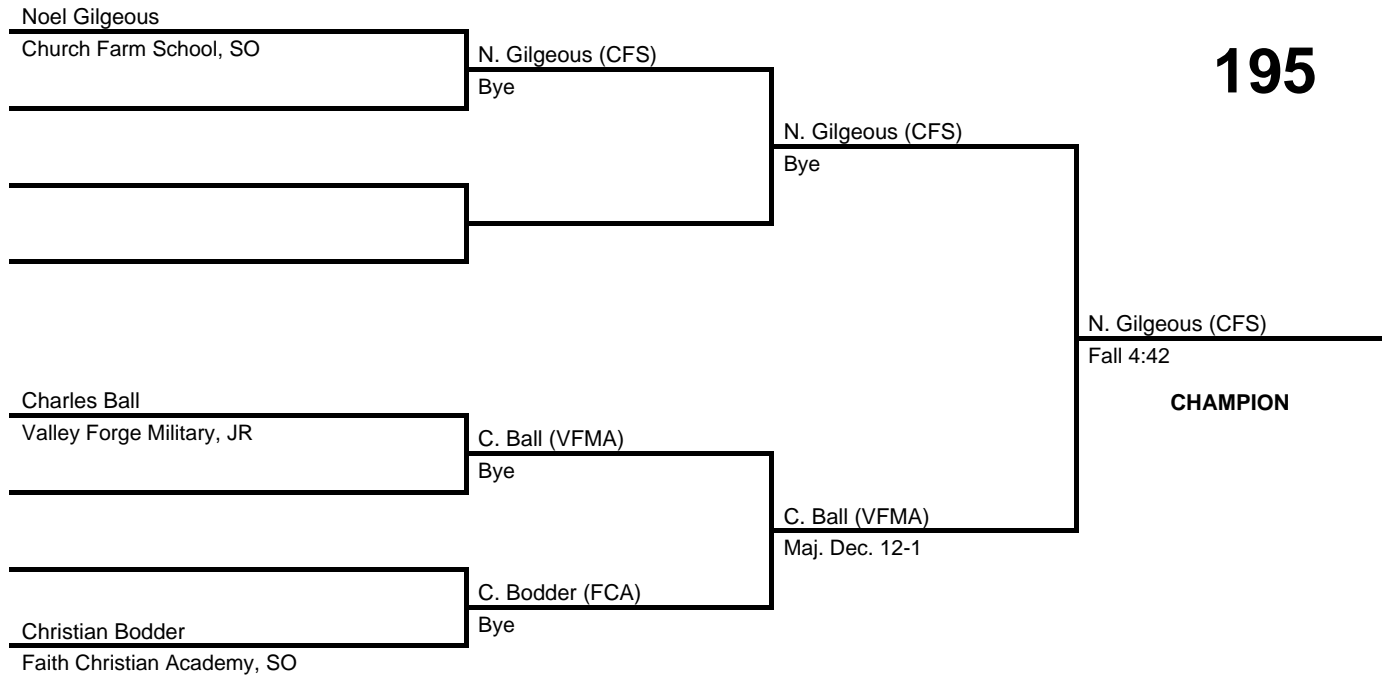 Noel Gilgeous
Church Farm School, SO
N. Gilgeous (CFS)
Bye
195
N. Gilgeous (CFS)
Bye
N. Gilgeous (CFS)
Fall 4:42
CHAMPION
Charles Ball
Valley Forge Military, JR
C. Ball (VFMA)
Bye
C. Ball (VFMA)
Maj. Dec. 12-1
C. Bodder (FCA)
Bye
Christian Bodder
Faith Christian Academy, SO